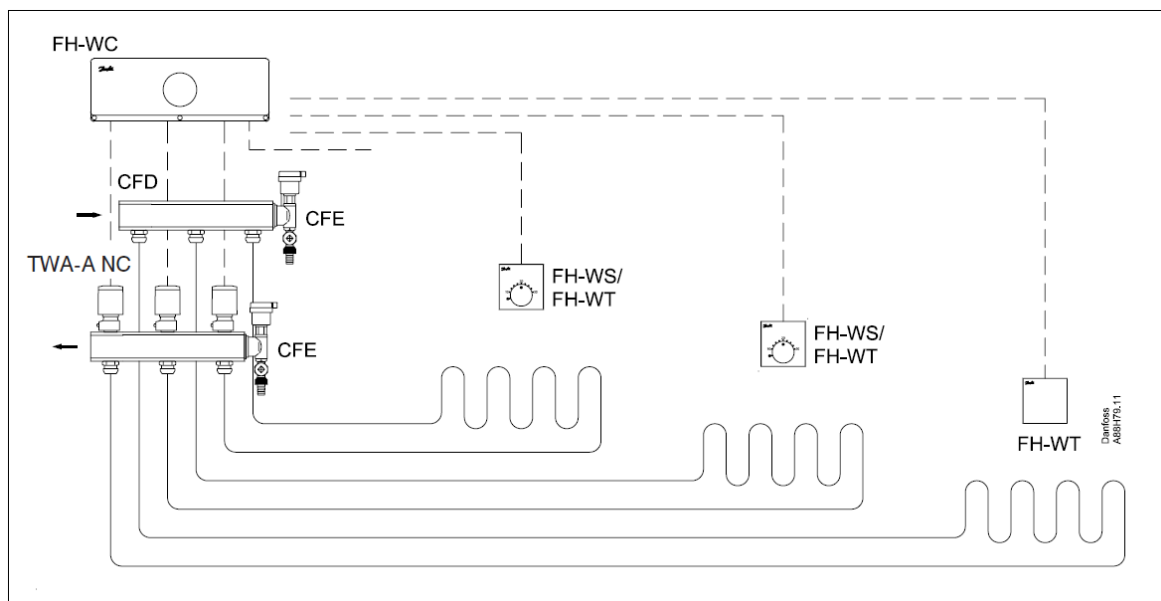 FH-WC
Danfoss
CFD
CFE
TWA-A NC
CFE
FH-WS/
FH-WT
FH-WS/
FH-WT
FH-WT
Danfoss
A88H79.11